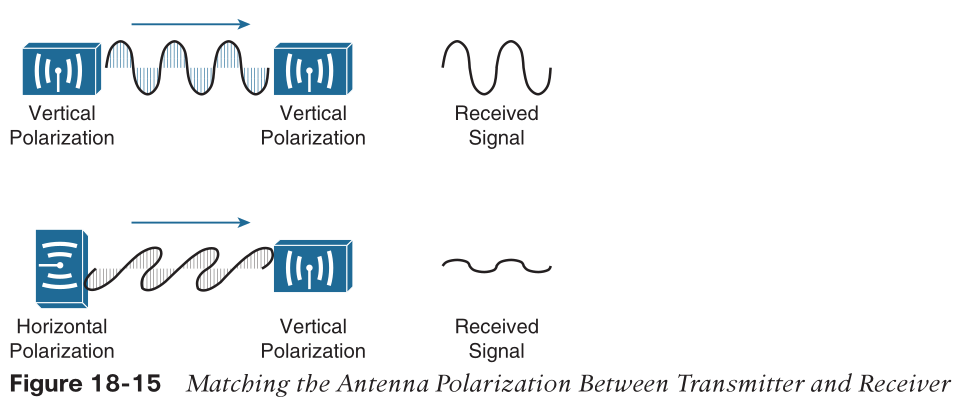 Vertical
Polarization
Vertical
Polarization
Received
Signal
Horizontal
Polarization
Vertical
Polarization
Received
Signal
Figure 18-15 Matching the Antenna Polarization Between Transmitter and Receiver